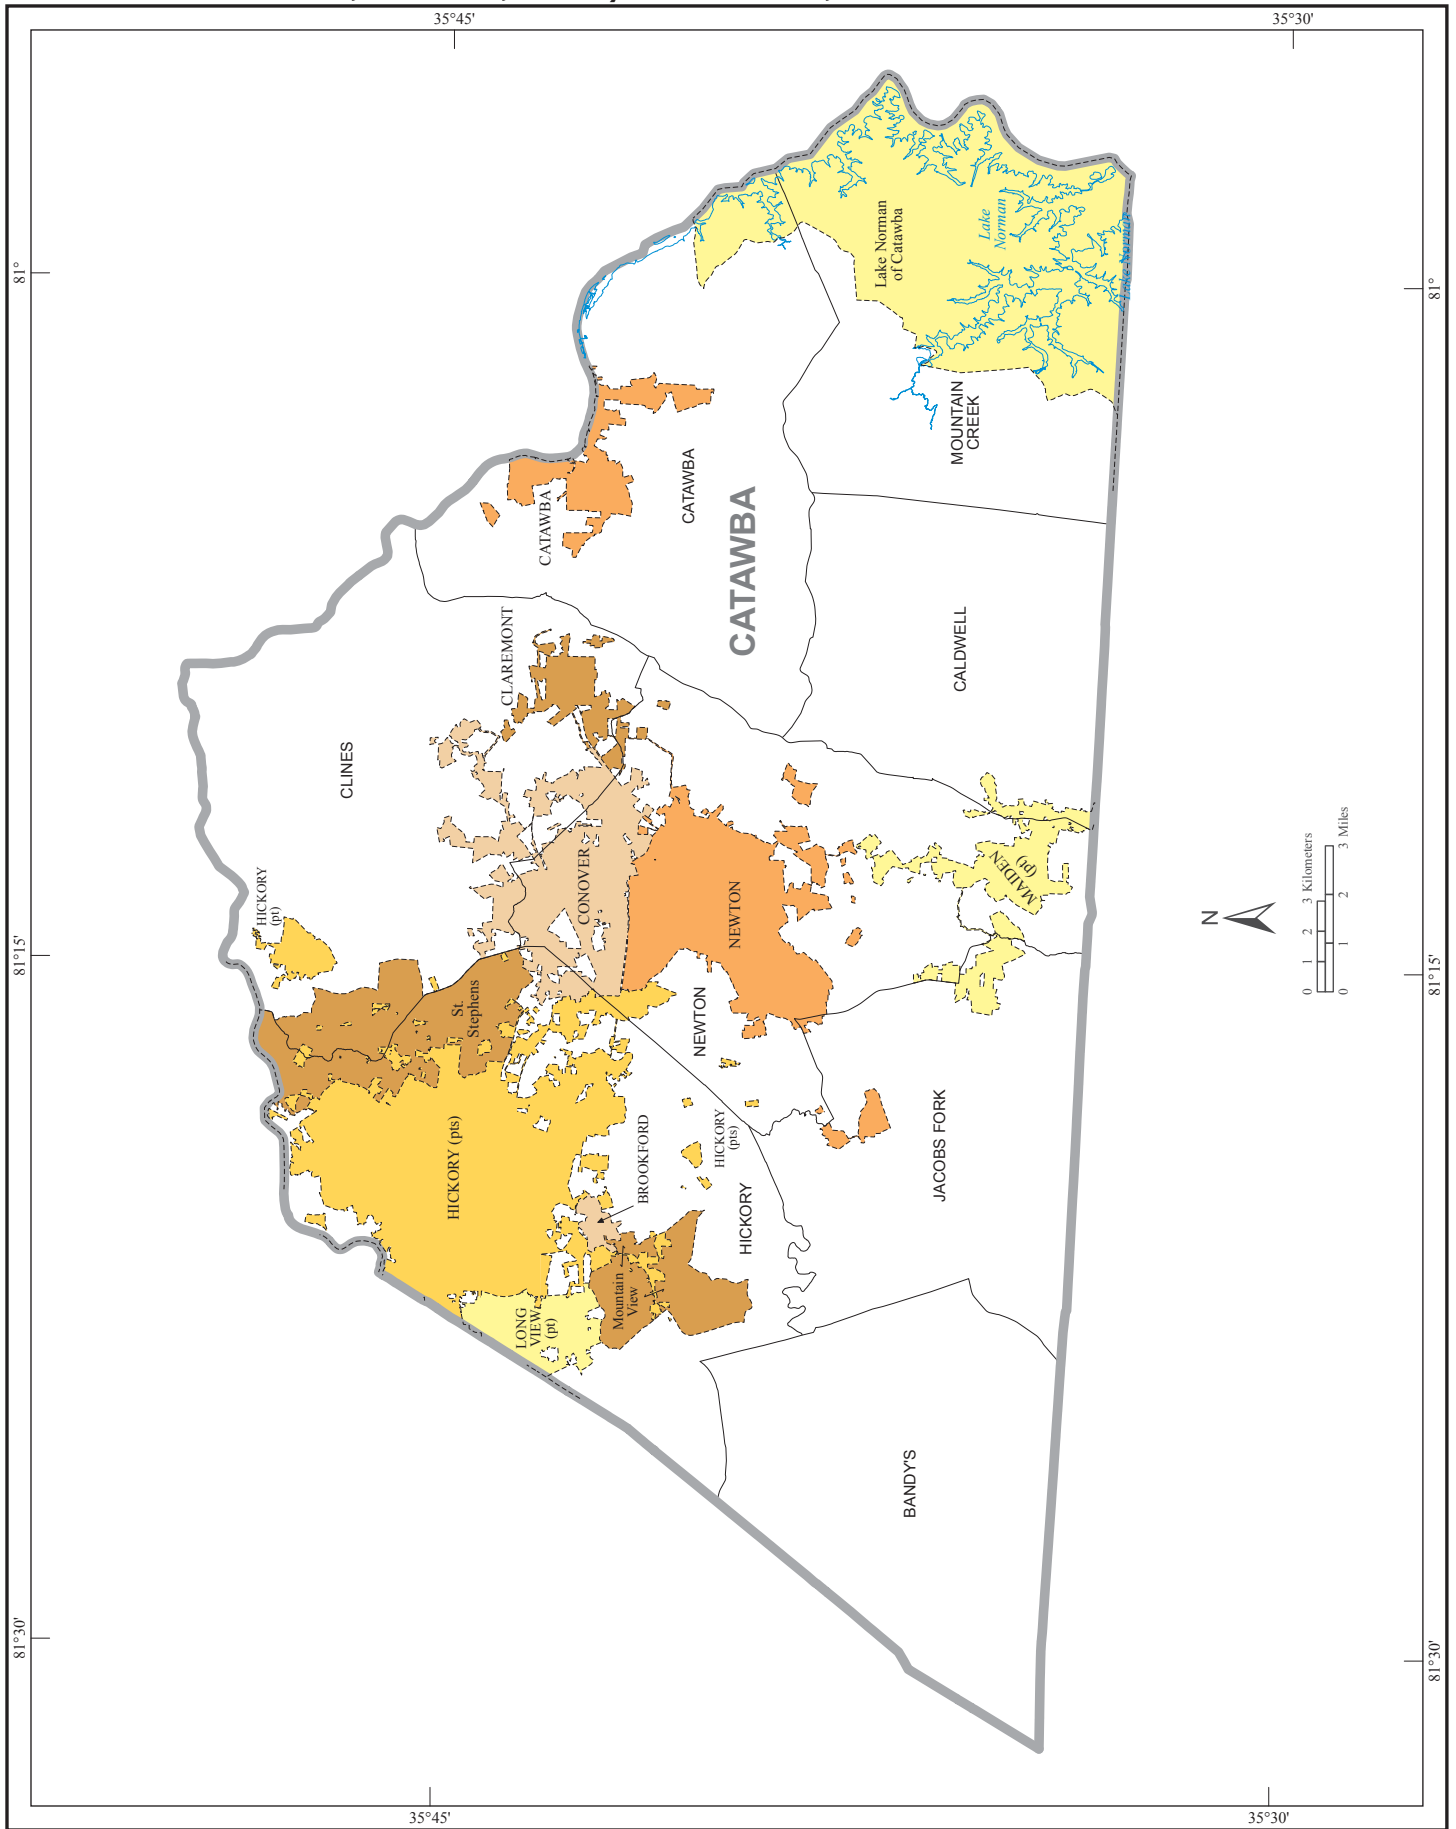 35°45'
35°30'
81°
81°
Lake Norman
of Catawba
Lake
Norman
Lake Norman
MOUNTAIN
CREEK
CATAWBA
CATAWBA
CATAWBA
CLAREMONT
CALDWELL
CLINES
HICKORY
(pt)
CONOVER
NEWTON
MAIDEN
(pt)
81°15'
81°15'
St.
Stephens
NEWTON
HICKORY (pts)
BROOKFORD
HICKORY
(pts)
HICKORY
JACOBS FORK
LONG
VIEW
(pt)
Mountain
View
BANDY'S
N
0 1 2 3 Kilometers
0 1 2 3 Miles
81°30'
81°30'
35°45'
35°30'